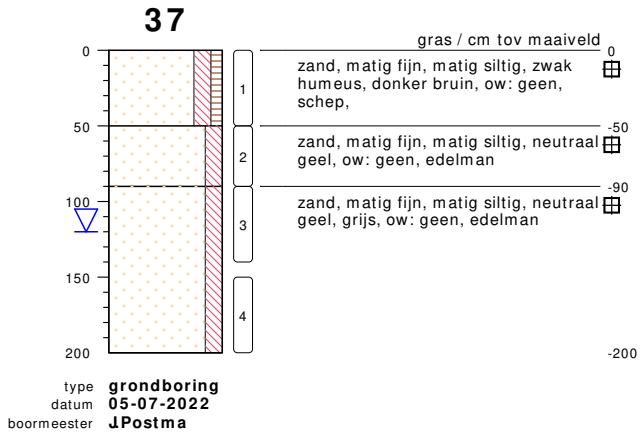 37
gras / cm tov maaiveld
0
0
zand, matig fijn, matig siltig, zwak
humeus, donker bruin, ow: geen,
schep,
1
50
-50
zand, matig fijn, matig siltig, neutraal
geel, ow: geen, edelman
2
-90
zand, matig fijn, matig siltig, neutraal
geel, grijs, ow: geen, edelman
100
3
150
4
200
-200
type grondboring
datum 05-07-2022
boormeester J.Postma